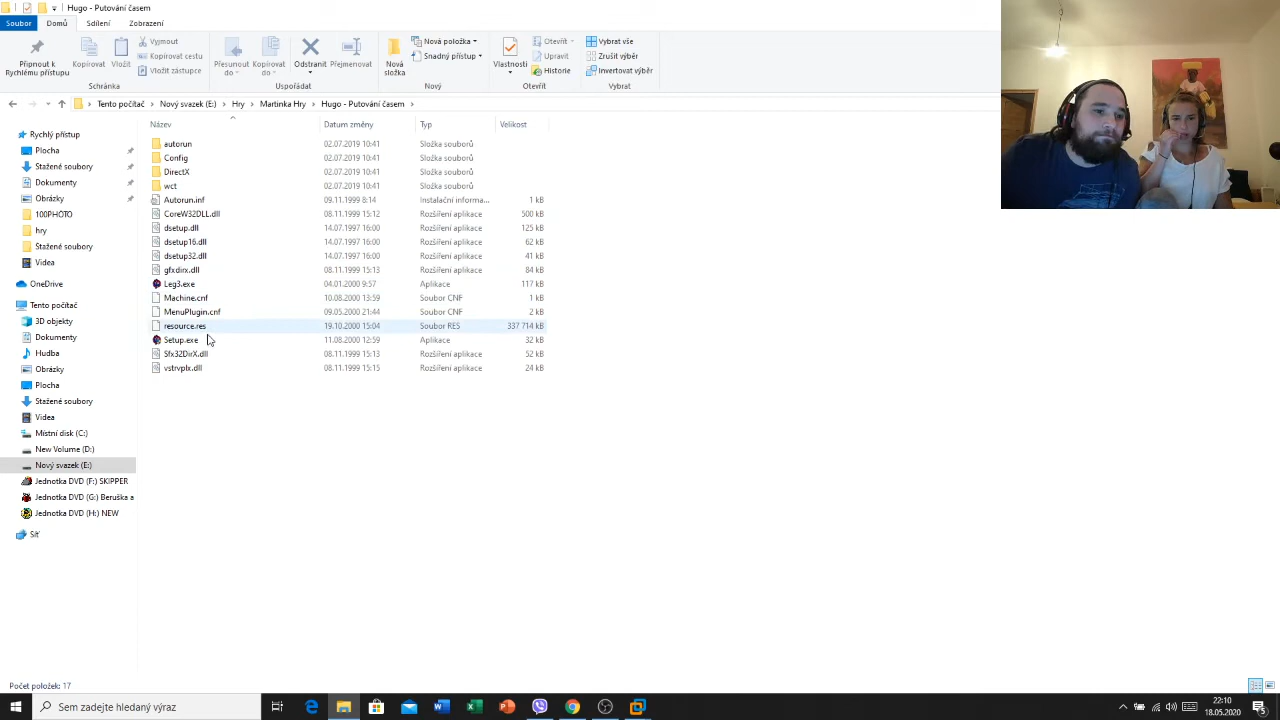 Hugo - Putování časem
Soubor Domů Sdílení Zobrazení
Připnout k Rychlému přístupu
Kopírovat
Vložit
Vyjmout
Kopírovat cestu
Vložit zástupce
Přesunout do
Kopírovat do
Odstranit
Přejmenovat
Nová složka
Nová položka
Snadný přístup
Vlastnosti
Otevřít
Upravit
Historie
Vybrat vše
Zrušit výběr
Invertovat výběr
Schránka Uspořádat Nový Otevřít Vybrat
Tento počítač > Nový svazek (E:) > Hry > Martinka Hry > Hugo - Putování časem >
Název Datum změny Typ Velikost
Rychlý přístup
Plocha
Stažené soubory
Dokumenty
Obrázky
100PHOTO
hry
Stažené soubory
Videa
OneDrive
Tento počítač
3D objekty
Dokumenty
Hudba
Obrázky
Plocha
Stažené soubory
Videa
Místní disk (C:)
New Volume (D:)
Nový svazek (E:)
Jednotka DVD (F:) SKIPPER
Jednotka DVD (G:) Beruška a
Jednotka DVD (H:) NEW
Síť
autorun 02.07.2019 10:41 Složka souborů
Config 02.07.2019 10:41 Složka souborů
DirectX 02.07.2019 10:41 Složka souborů
wct 02.07.2019 10:41 Složka souborů
Autorun.inf 09.11.1999 8:14 Instalační informa... 1 kB
CoreW32DLL.dll 08.11.1999 15:12 Rozšíření aplikace 500 kB
dsetup.dll 14.07.1997 16:00 Rozšíření aplikace 125 kB
dsetup16.dll 14.07.1997 16:00 Rozšíření aplikace 62 kB
dsetup32.dll 14.07.1997 16:00 Rozšíření aplikace 41 kB
gfxdirx.dll 08.11.1999 15:13 Rozšíření aplikace 84 kB
Leg3.exe 04.01.2000 9:57 Aplikace 117 kB
Machine.cnf 10.08.2000 13:59 Soubor CNF 1 kB
MenuPlugin.cnf 09.05.2000 21:44 Soubor CNF 2 kB
resource.res 19.10.2000 15:04 Soubor RES 337 714 kB
Setup.exe 11.08.2000 12:59 Aplikace 32 kB
Sfx32DirX.dll 08.11.1999 15:13 Rozšíření aplikace 52 kB
vstrvplx.dll 08.11.1999 15:15 Rozšíření aplikace 24 kB
Počet položek: 17
Sem zadejte hledaný výraz
22:10
18.05.2020